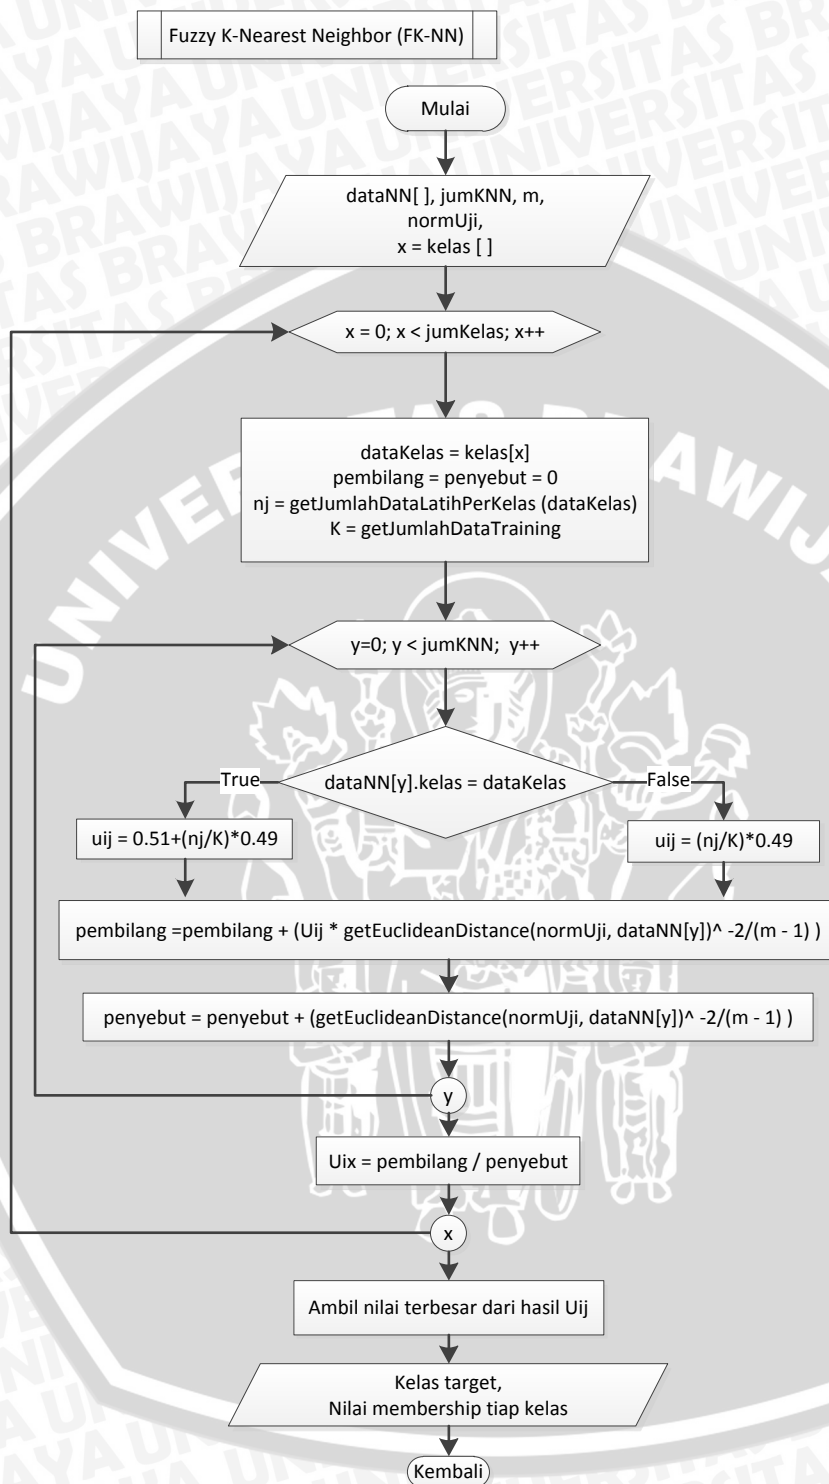 Fuzzy K-Nearest Neighbor (FK-NN)
Mulai
dataNN[ ], jumKNN, m,
normUji,
x = kelas [ ]
x = 0; x < jumKelas; x++
dataKelas = kelas[x]
pembilang = penyebut = 0
nj = getJumlahDataLatihPerKelas (dataKelas)
K = getJumlahDataTraining
y=0; y < jumKNN; y++
True
dataNN[y].kelas = dataKelas
False
uij = 0.51+(nj/K)*0.49
uij = (nj/K)*0.49
pembilang =pembilang + (Uij * getEuclideanDistance(normUji, dataNN[y])^ -2/(m - 1) )
penyebut = penyebut + (getEuclideanDistance(normUji, dataNN[y])^ -2/(m - 1) )
y
Uix = pembilang / penyebut
x
Ambil nilai terbesar dari hasil Uij
Kelas target,
Nilai membership tiap kelas
Kembali